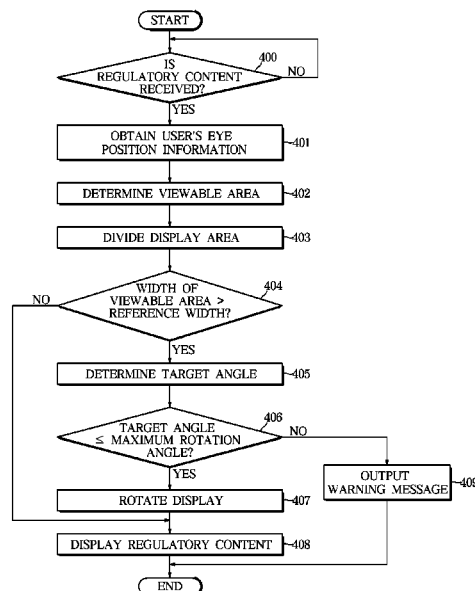 START
IS
REGULATORY CONTENT
RECEIVED?
400
NO
YES
OBTAIN USER'S EYE
POSITION INFORMATION
401
DETERMINE VIEWABLE AREA
402
DIVIDE DISPLAY AREA
403
WIDTH OF
VIEWABLE AREA >
REFERENCE WIDTH?
404
NO
YES
DETERMINE TARGET ANGLE
405
TARGET ANGLE
≤ MAXIMUM ROTATION
ANGLE?
406
NO
YES
ROTATE DISPLAY
407
OUTPUT
WARNING MESSAGE
409
DISPLAY REGULATORY CONTENT
408
END